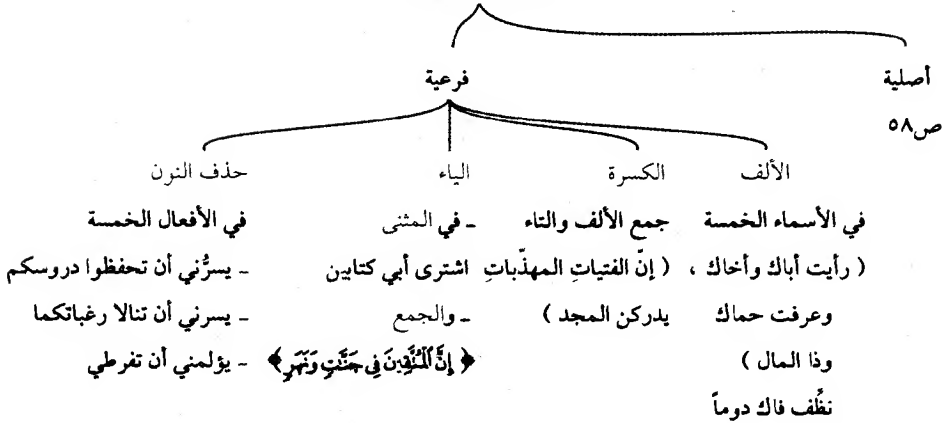 أصلية فرعية
ص٥٨
الألف الكسرة الياء حذف النون
في الأسماء الخمسة جمع الألف والتاء ـ في المثنى في الأفعال الخمسة
( رأيت أباك وأخاك ، ( إنّ الفتياتِ المهذّباتِ اشترى أبي كتابين ـ يسرُّني أن تحفظوا دروسكم
وعرفت حماك يدركن المجد ) ـ والجمع ـ يسرني أن تنالا رغباتكما
وذا المال ) ﴿ إِنَّ ٱلْمُتَّقِينَ فِى جَنَّٰتٍ وَنَهَرٍ ﴾ ـ يؤلمني أن تفرطي
نظّف فاك دوماً